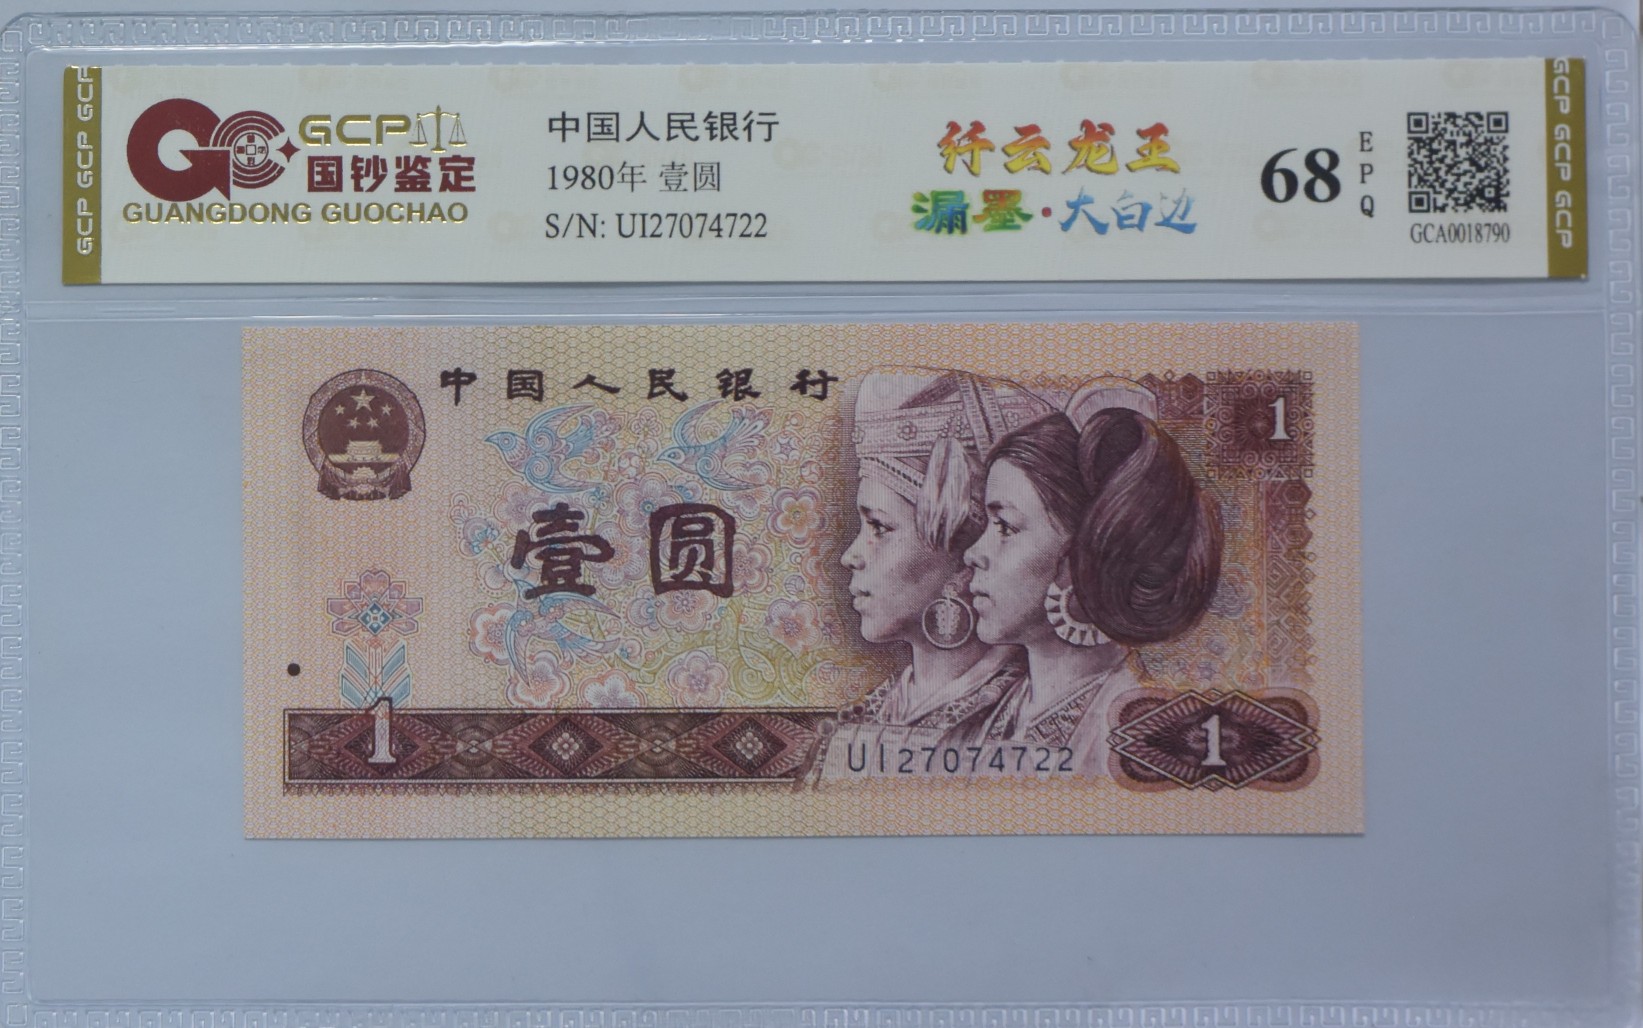 GCP GCP GCP
GCP
国钞鉴定
GUANGDONG GUOCHAO
中国人民银行
1980年 壹圆
S/N: UI27074722
纤云龙王
漏墨·大白边
68
EPQ
GCA0018790
GCP GCP GCP
中国人民银行
1
壹圆
1
UI27074722
1